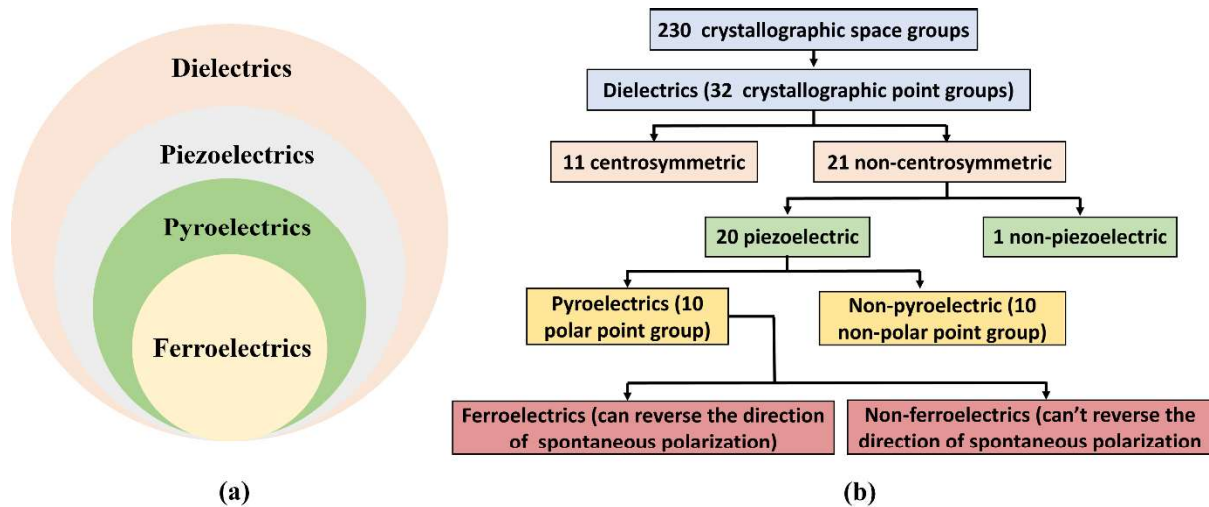 Dielectrics
Piezoelectrics
Pyroelectrics
Ferroelectrics
(a)
230 crystallographic space groups
Dielectrics (32 crystallographic point groups)
11 centrosymmetric
21 non-centrosymmetric
20 piezoelectric
1 non-piezoelectric
Pyroelectrics (10
polar point group)
Non-pyroelectric (10
non-polar point group)
Ferroelectrics (can reverse the direction
of spontaneous polarization)
Non-ferroelectrics (can't reverse the
direction of spontaneous polarization
(b)